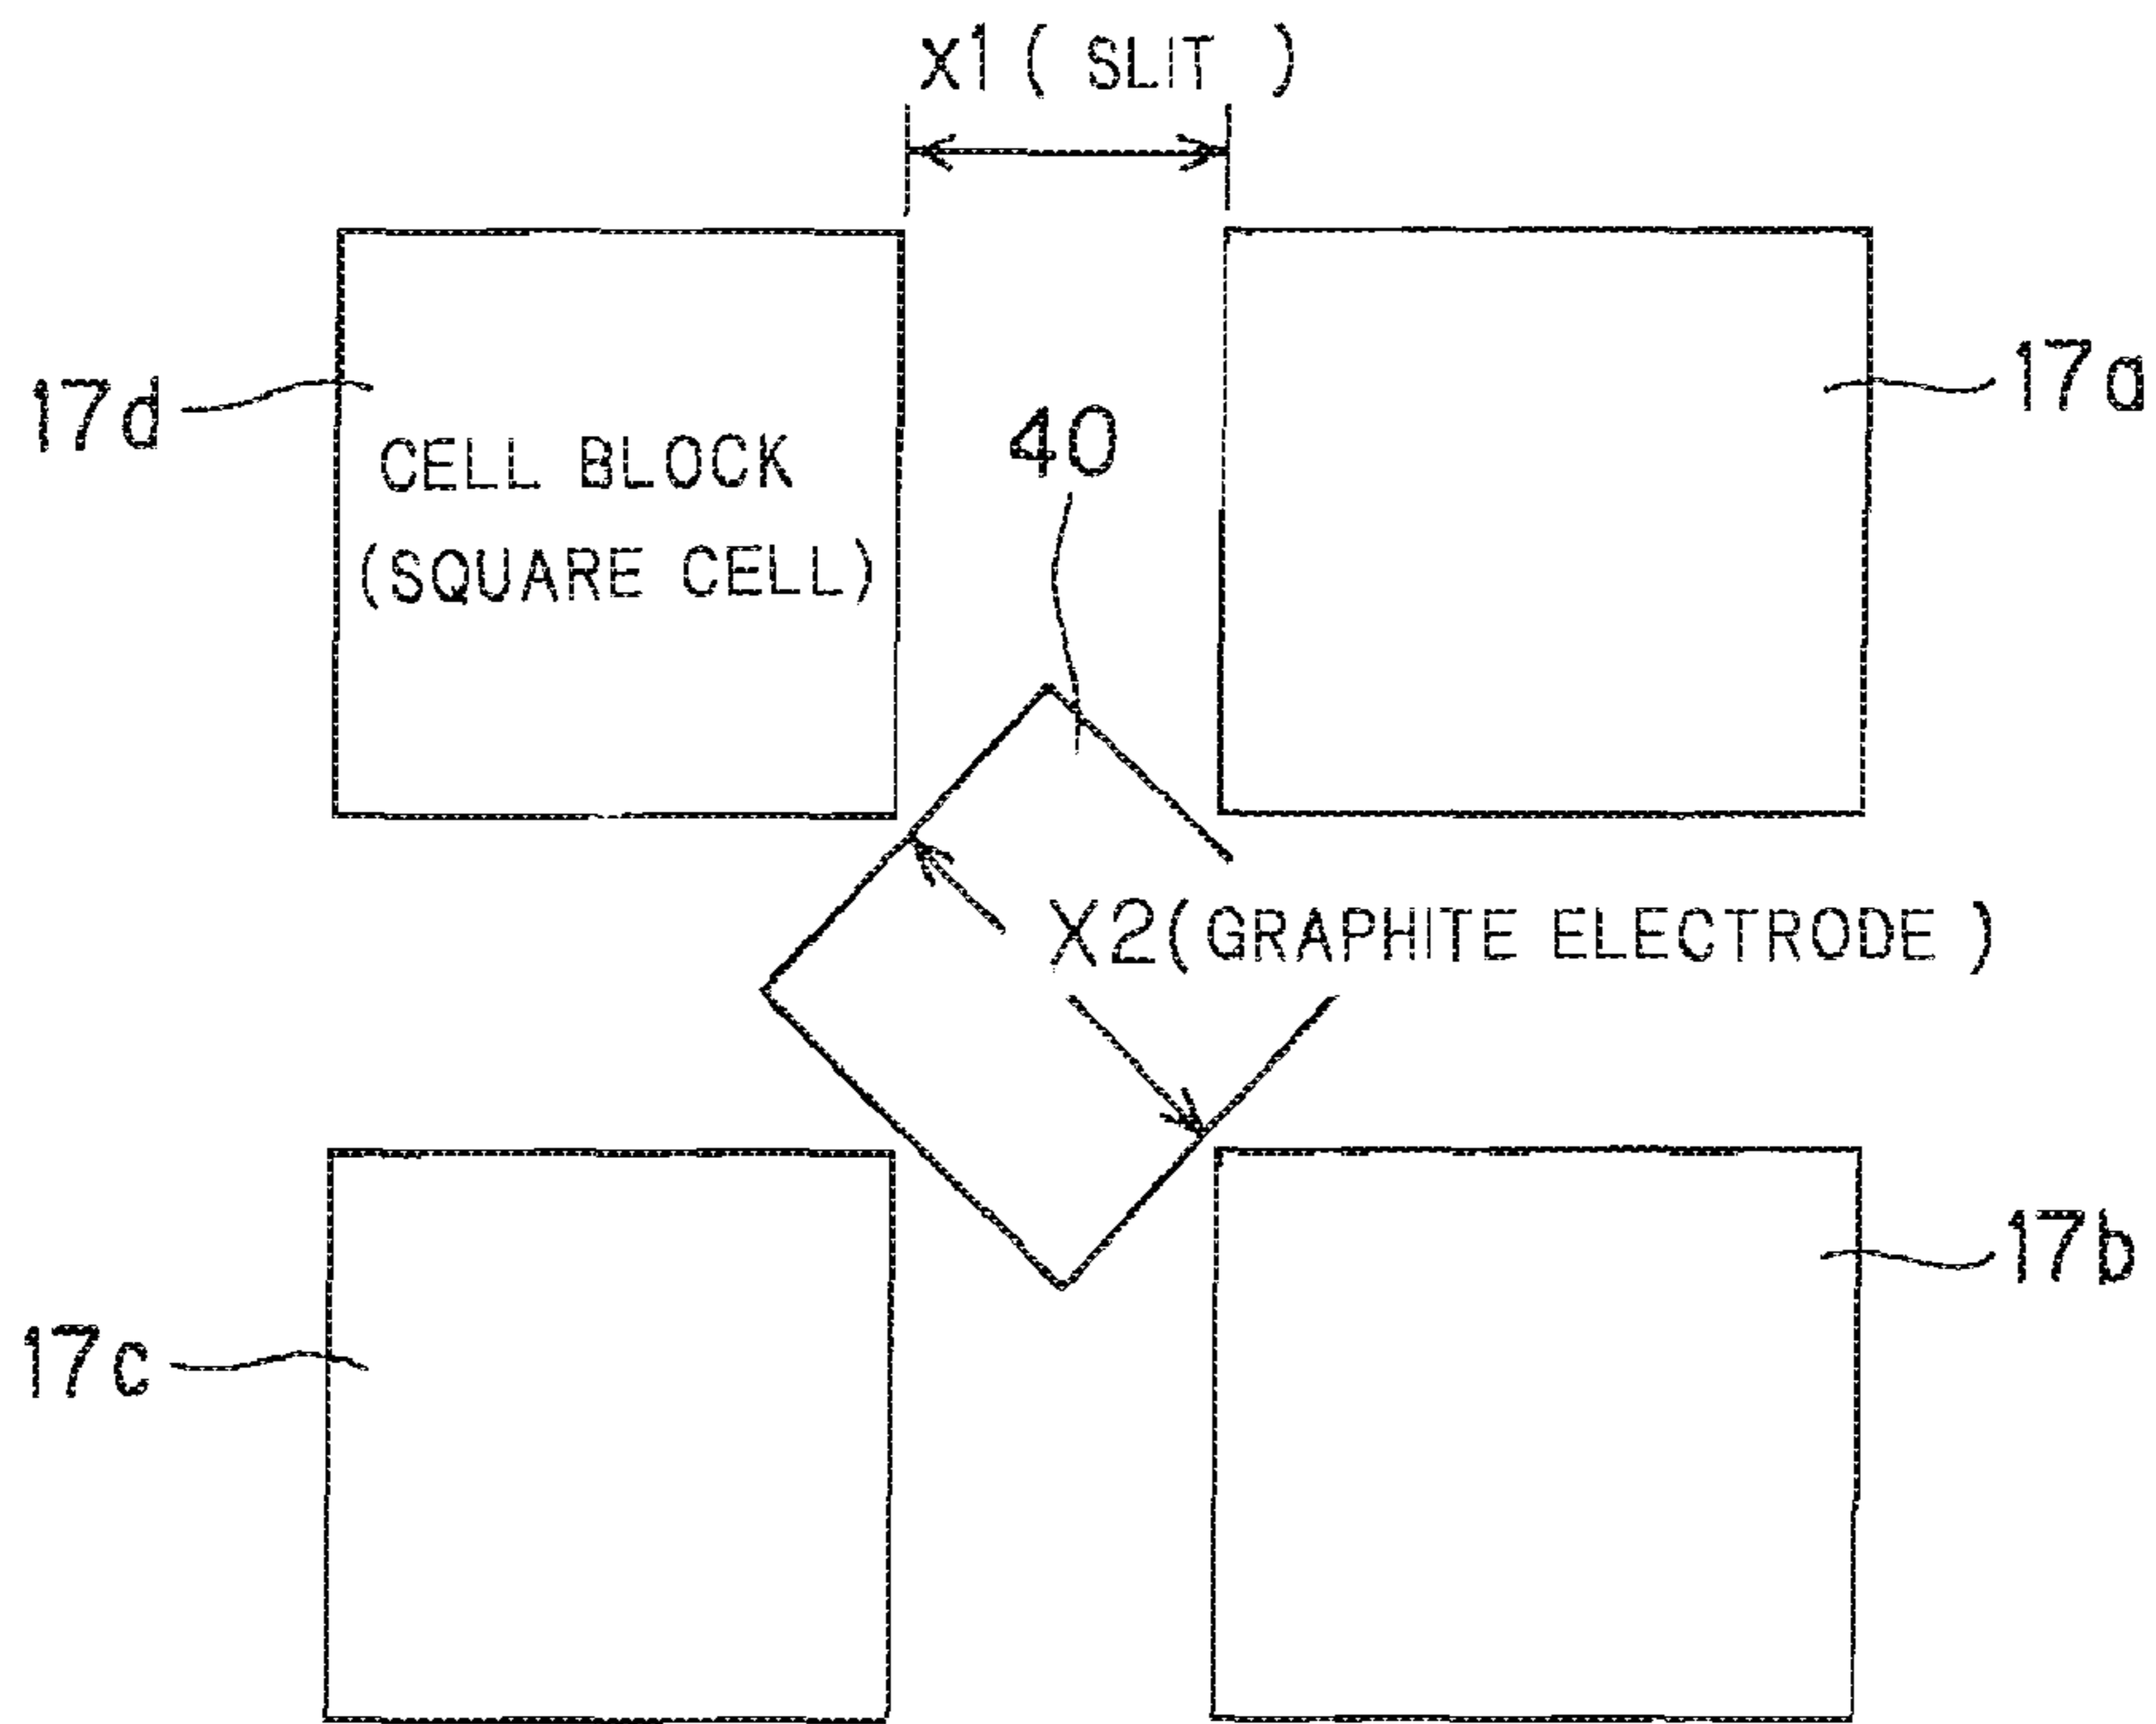 X1 ( SLIT )
17d
17a
40
CELL BLOCK
(SQUARE CELL)
X2(GRAPHITE ELECTRODE )
17b
17c